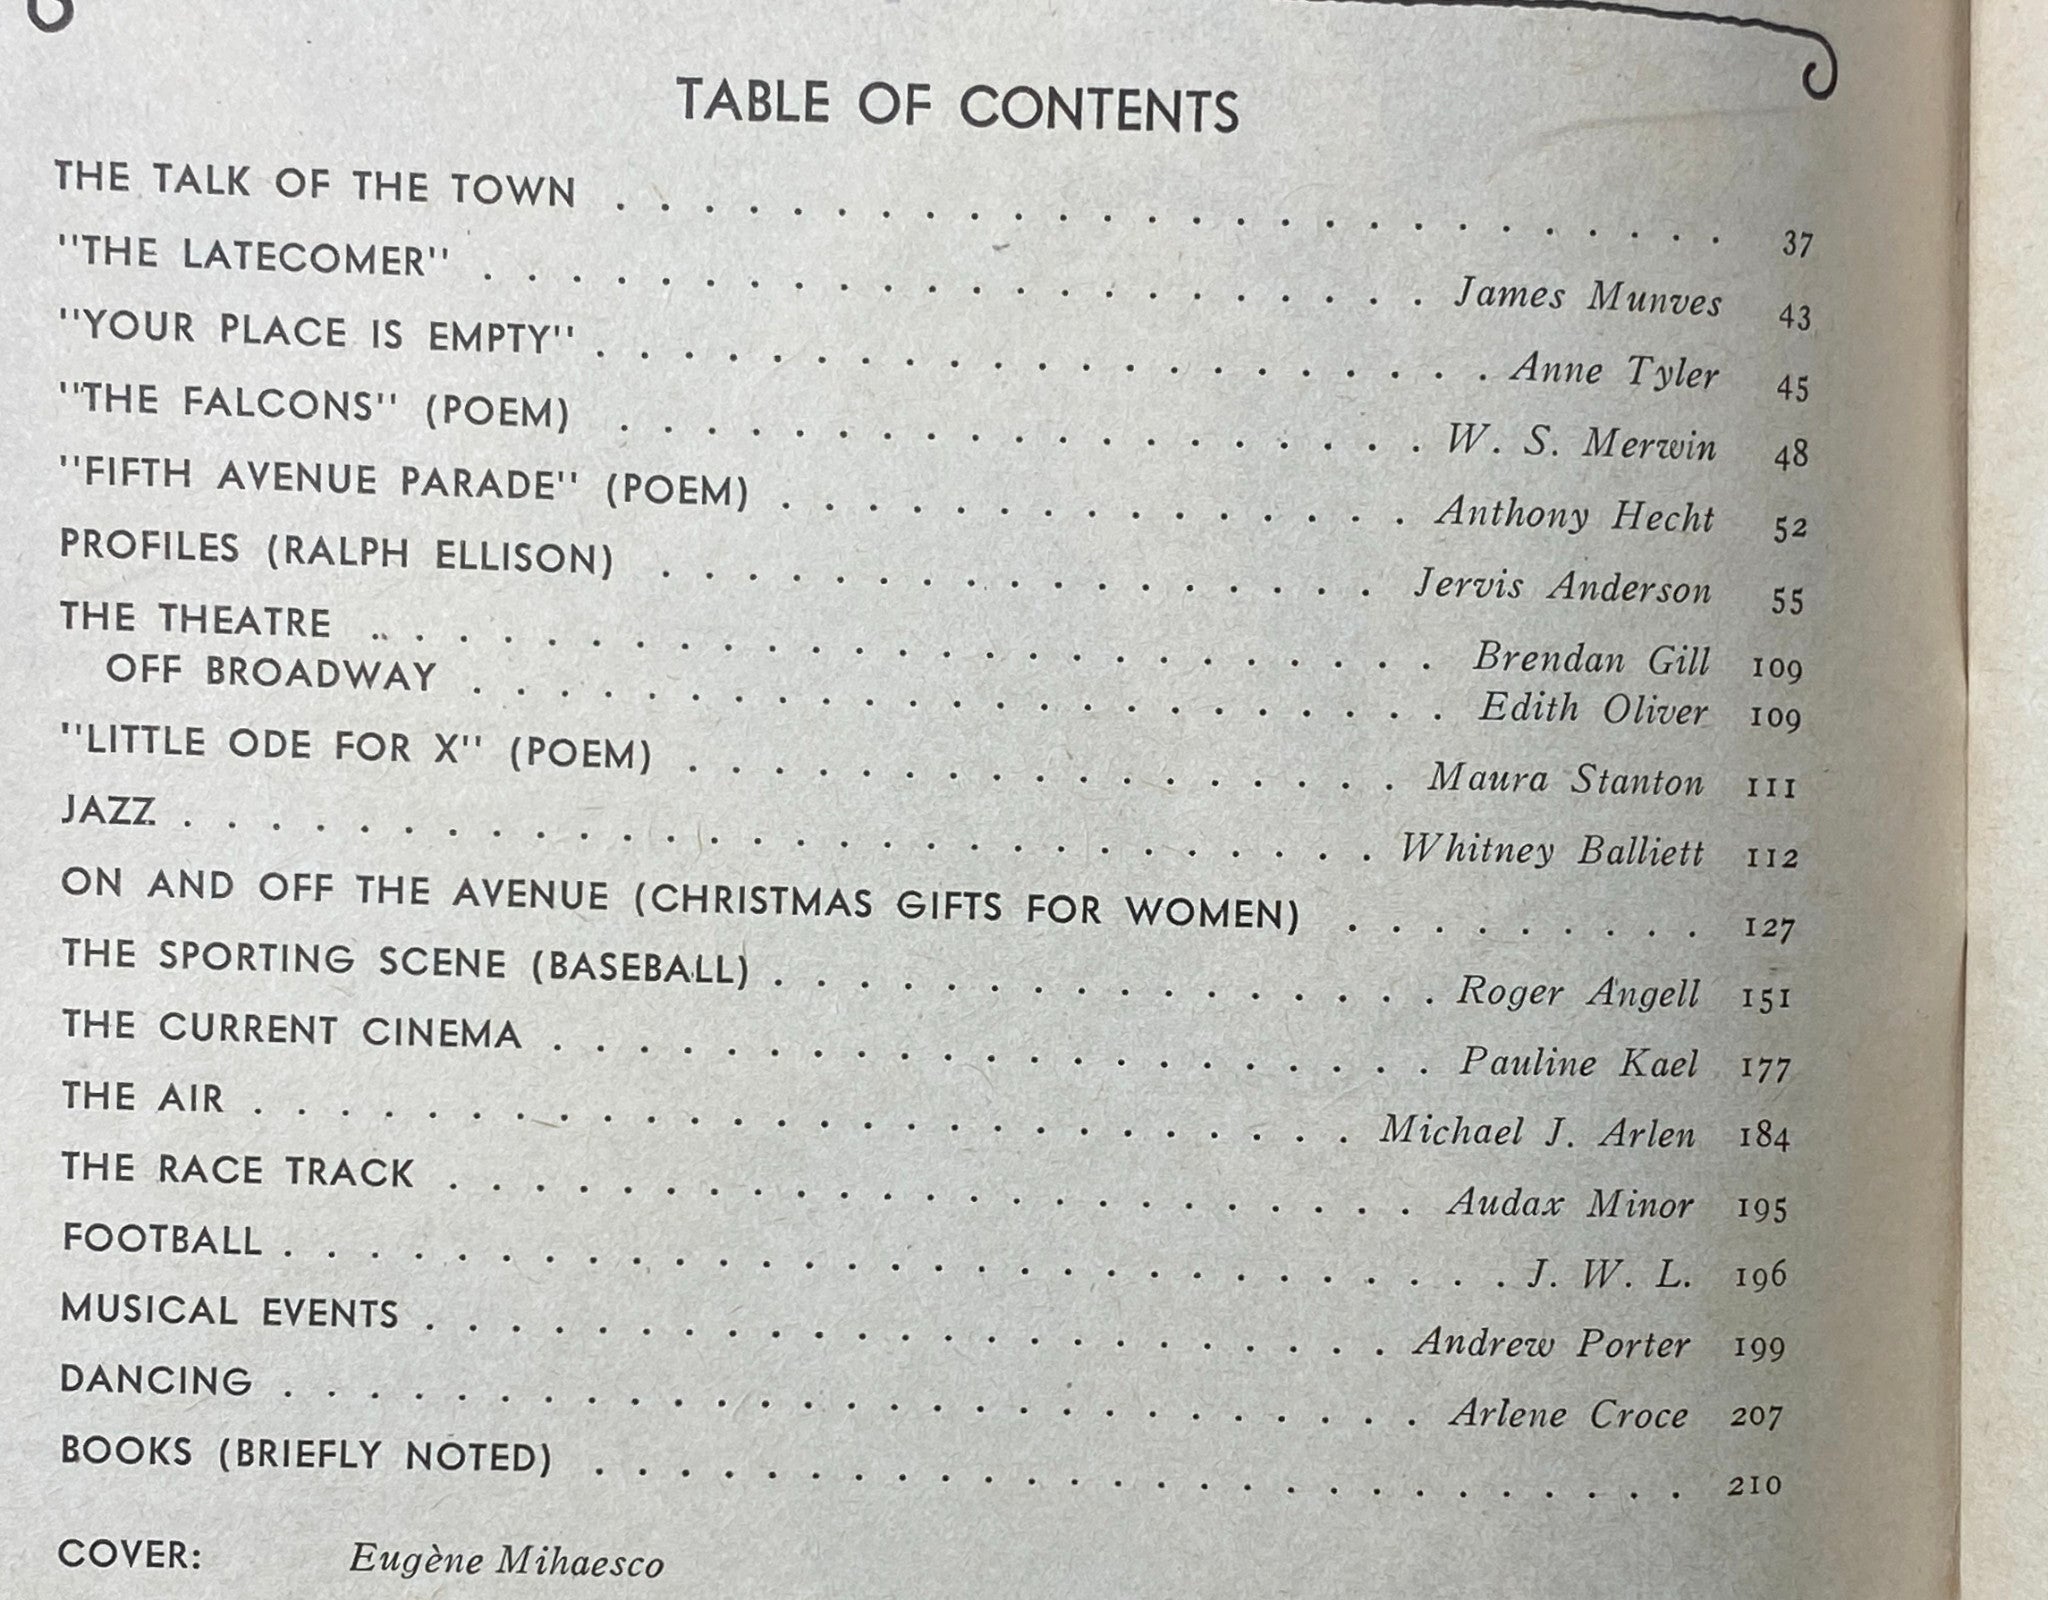 TABLE OF CONTENTS
THE TALK OF THE TOWN . . . . . . . . . . . . . . . . . . . . . . . . . . 37
"THE LATECOMER" . . . . . . . . . . . . . . . . . . . . . . James Munves 43
"YOUR PLACE IS EMPTY" . . . . . . . . . . . . . . . . . . . . . Anne Tyler 45
"THE FALCONS" (POEM) . . . . . . . . . . . . . . . . . . . W. S. Merwin 48
"FIFTH AVENUE PARADE" (POEM) . . . . . . . . . . . . . . . Anthony Hecht 52
PROFILES (RALPH ELLISON) . . . . . . . . . . . . . . . . . Jervis Anderson 55
THE THEATRE . . . . . . . . . . . . . . . . . . . . . . . . Brendan Gill 109
OFF BROADWAY . . . . . . . . . . . . . . . . . . . . . . . Edith Oliver 109
"LITTLE ODE FOR X" (POEM) . . . . . . . . . . . . . . . . . Maura Stanton 111
JAZZ . . . . . . . . . . . . . . . . . . . . . . . . . . . . Whitney Balliett 112
ON AND OFF THE AVENUE (CHRISTMAS GIFTS FOR WOMEN) . . . . . . . . . 127
THE SPORTING SCENE (BASEBALL) . . . . . . . . . . . . . . . . Roger Angell 151
THE CURRENT CINEMA . . . . . . . . . . . . . . . . . . . . . Pauline Kael 177
THE AIR . . . . . . . . . . . . . . . . . . . . . . . . . . Michael J. Arlen 184
THE RACE TRACK . . . . . . . . . . . . . . . . . . . . . . . Audax Minor 195
FOOTBALL . . . . . . . . . . . . . . . . . . . . . . . . . . . . . J. W. L. 196
MUSICAL EVENTS . . . . . . . . . . . . . . . . . . . . . . . Andrew Porter 199
DANCING . . . . . . . . . . . . . . . . . . . . . . . . . . . Arlene Croce 207
BOOKS (BRIEFLY NOTED) . . . . . . . . . . . . . . . . . . . . . . . . . . 210
COVER: Eugène Mihaesco